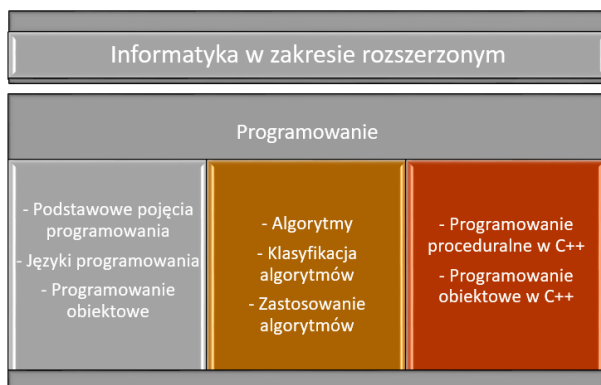 Informatyka w zakresie rozszerzonym
Programowanie
- Podstawowe pojęcia
programowania
- Języki programowania
- Programowanie
obiektowe
- Algorytmy
- Klasyfikacja
algorytmów
- Zastosowanie
algorytmów
- Programowanie
proceduralne w C++
- Programowanie
obiektowe w C++